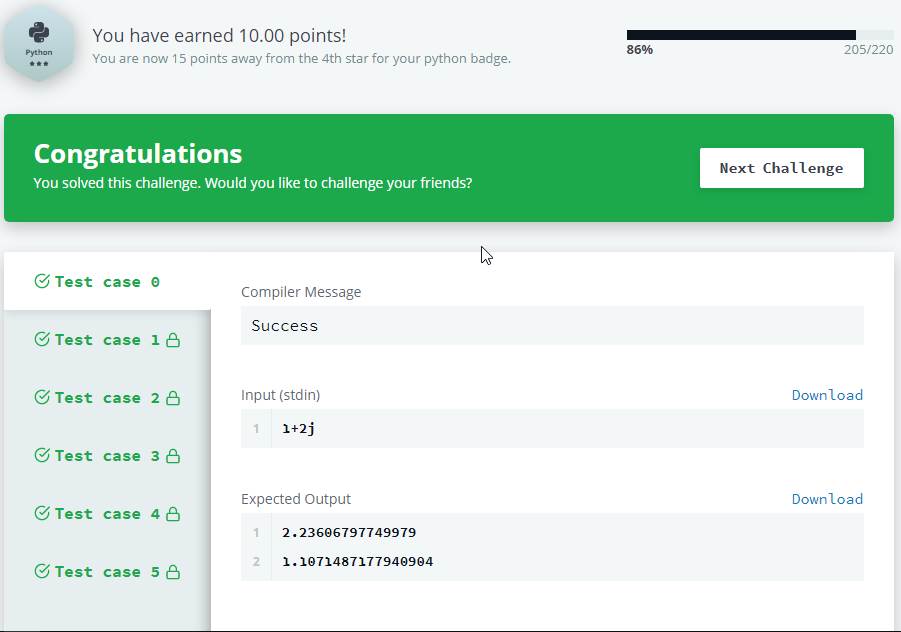 You have earned 10.00 points!
Python
You are now 15 points away from the 4th star for your python badge.
86%
205/220
Congratulations
You solved this challenge. Would you like to challenge your friends?
Next Challenge
Test case 0
Test case 1
Test case 2
Test case 3
Test case 4
Test case 5
Compiler Message
Success
Input (stdin)
Download
1 1+2j
Expected Output
Download
1 2.23606797749979
2 1.1071487177940904